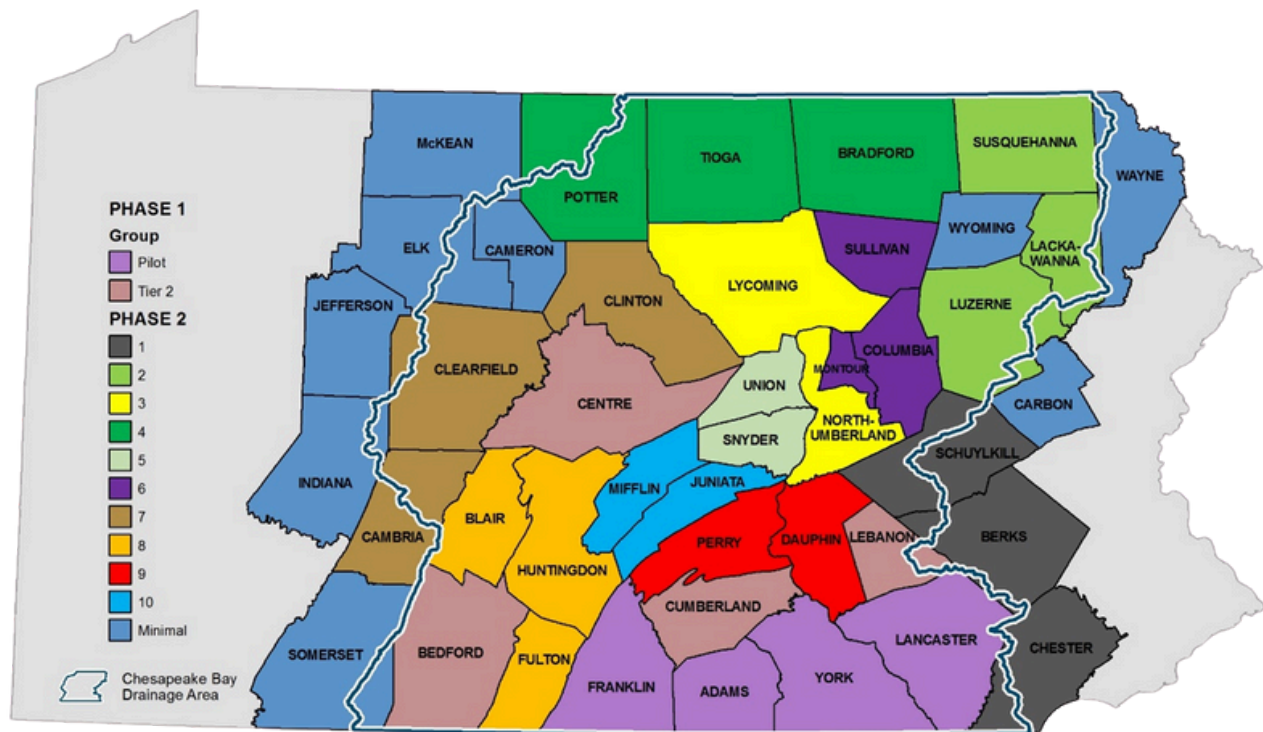 McKEAN
POTTER
TIOGA
BRADFORD
SUSQUEHANNA
WAYNE
PHASE 1
Group
Pilot
Tier 2
PHASE 2
1
2
3
4
5
6
7
8
9
10
Minimal
Chesapeake Bay
Drainage Area
ELK
CAMERON
SULLIVAN
WYOMING
LACKA-
WANNA
JEFFERSON
CLINTON
LYCOMING
LUZERNE
CLEARFIELD
COLUMBIA
MONTOUR
CENTRE
UNION
CARBON
NORTH-
UMBERLAND
SNYDER
SCHUYLKILL
INDIANA
MIFFLIN
JUNIATA
CAMBRIA
BLAIR
HUNTINGDON
PERRY
DAUPHIN
LEBANON
BERKS
CUMBERLAND
SOMERSET
BEDFORD
FULTON
FRANKLIN
ADAMS
YORK
LANCASTER
CHESTER